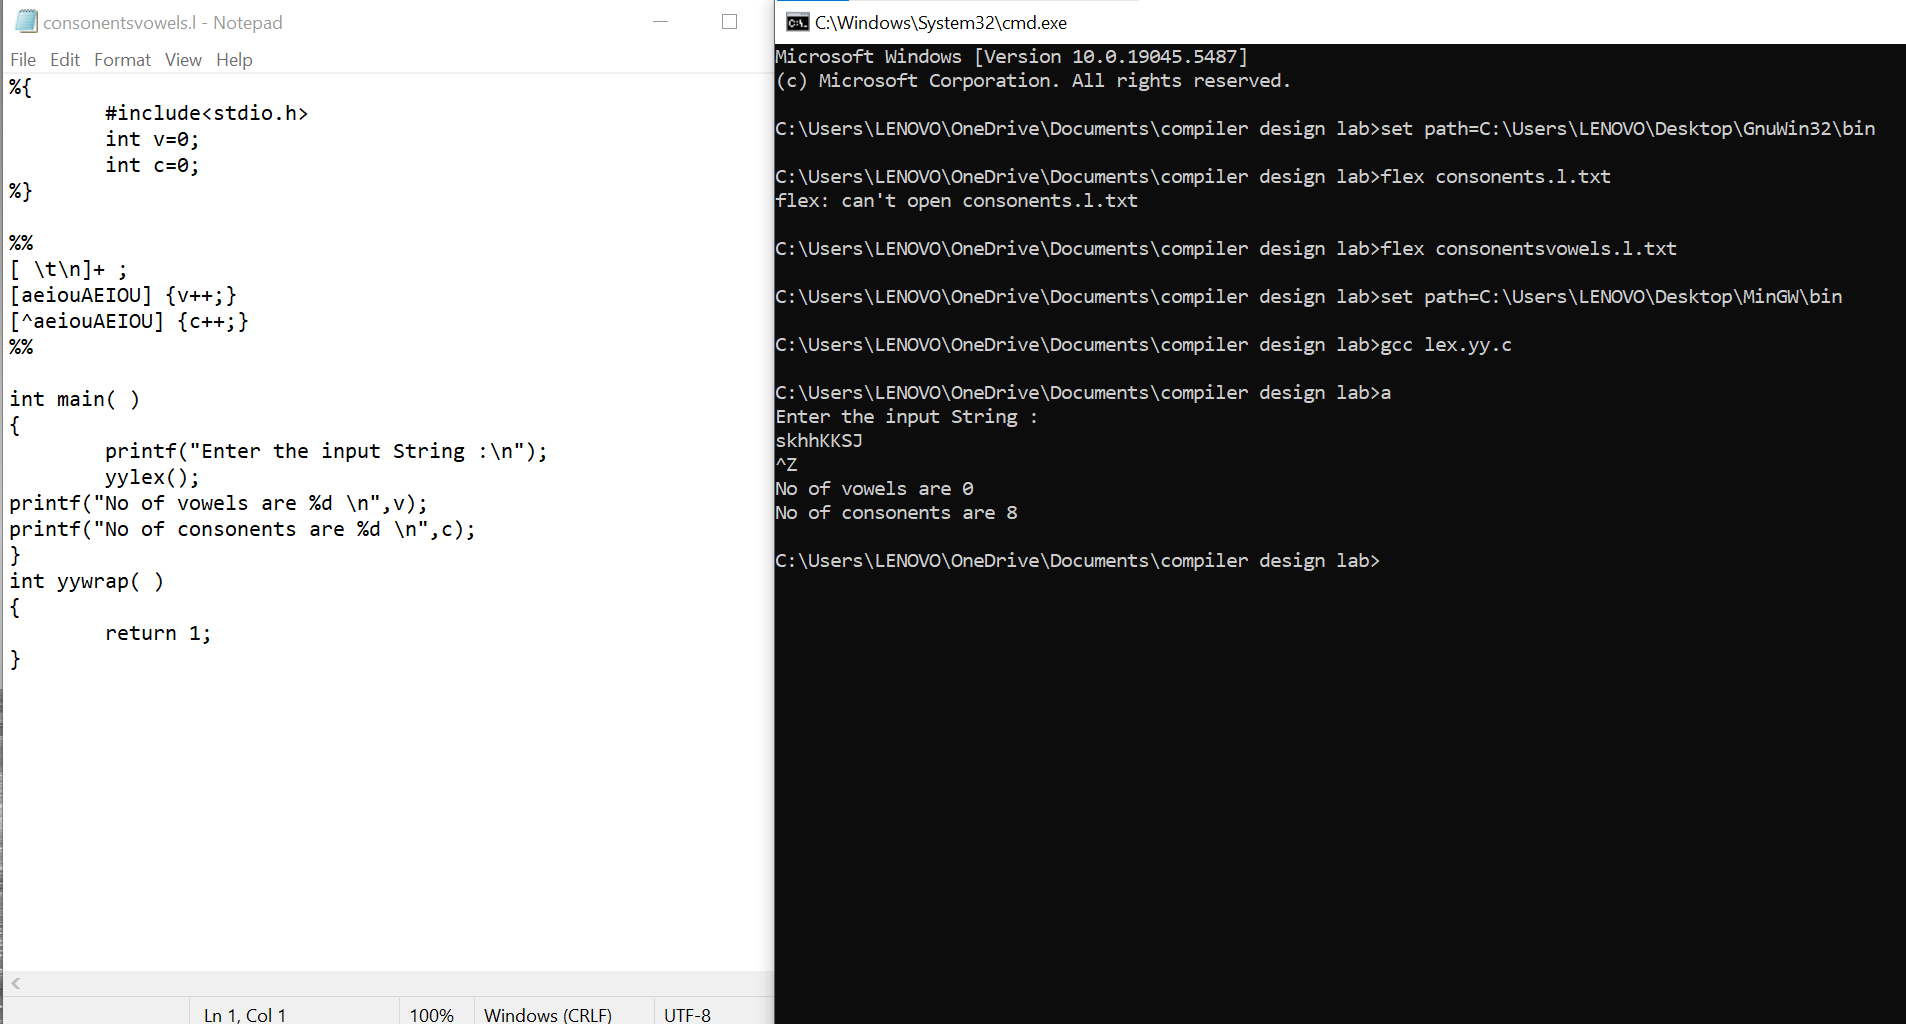 consonentsvowels.l - Notepad
File Edit Format View Help
%{
#include<stdio.h>
int v=0;
int c=0;
%}
%%
[ \t\n]+ ;
[aeiouAEIOU] {v++;}
[^aeiouAEIOU] {c++;}
%%
int main( )
{
printf("Enter the input String :\n");
yylex();
printf("No of vowels are %d \n",v);
printf("No of consonents are %d \n",c);
}
int yywrap( )
{
return 1;
}
Ln 1, Col 1 100% Windows (CRLF) UTF-8
C:\Windows\System32\cmd.exe
Microsoft Windows [Version 10.0.19045.5487]
(c) Microsoft Corporation. All rights reserved.
C:\Users\LENOVO\OneDrive\Documents\compiler design lab>set path=C:\Users\LENOVO\Desktop\GnuWin32\bin
C:\Users\LENOVO\OneDrive\Documents\compiler design lab>flex consonents.l.txt
flex: can't open consonents.l.txt
C:\Users\LENOVO\OneDrive\Documents\compiler design lab>flex consonentsvowels.l.txt
C:\Users\LENOVO\OneDrive\Documents\compiler design lab>set path=C:\Users\LENOVO\Desktop\MinGW\bin
C:\Users\LENOVO\OneDrive\Documents\compiler design lab>gcc lex.yy.c
C:\Users\LENOVO\OneDrive\Documents\compiler design lab>a
Enter the input String :
skhhKKSJ
^Z
No of vowels are 0
No of consonents are 8
C:\Users\LENOVO\OneDrive\Documents\compiler design lab>